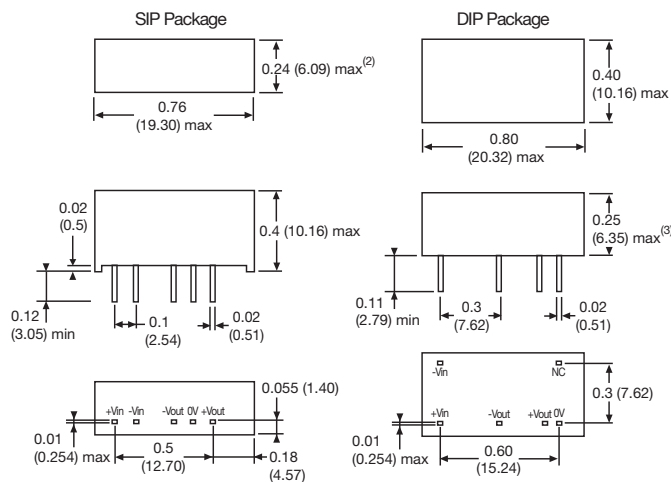 SIP Package
DIP Package
0.24 (6.09) max(2)
0.76
(19.30) max
0.40
(10.16) max
0.80
(20.32) max
0.02
(0.5)
0.4 (10.16) max
0.12
(3.05) min
0.1
(2.54)
0.02
(0.51)
0.25
(6.35) max(3)
0.11
(2.79) min
0.3
(7.62)
0.02
(0.51)
0.055 (1.40)
+Vin -Vin -Vout 0V +Vout
0.01
(0.254) max
0.5
(12.70)
0.18
(4.57)
-Vin NC
0.3 (7.62)
+Vin -Vout +Vout 0V
0.01
(0.254) max
0.60
(15.24)